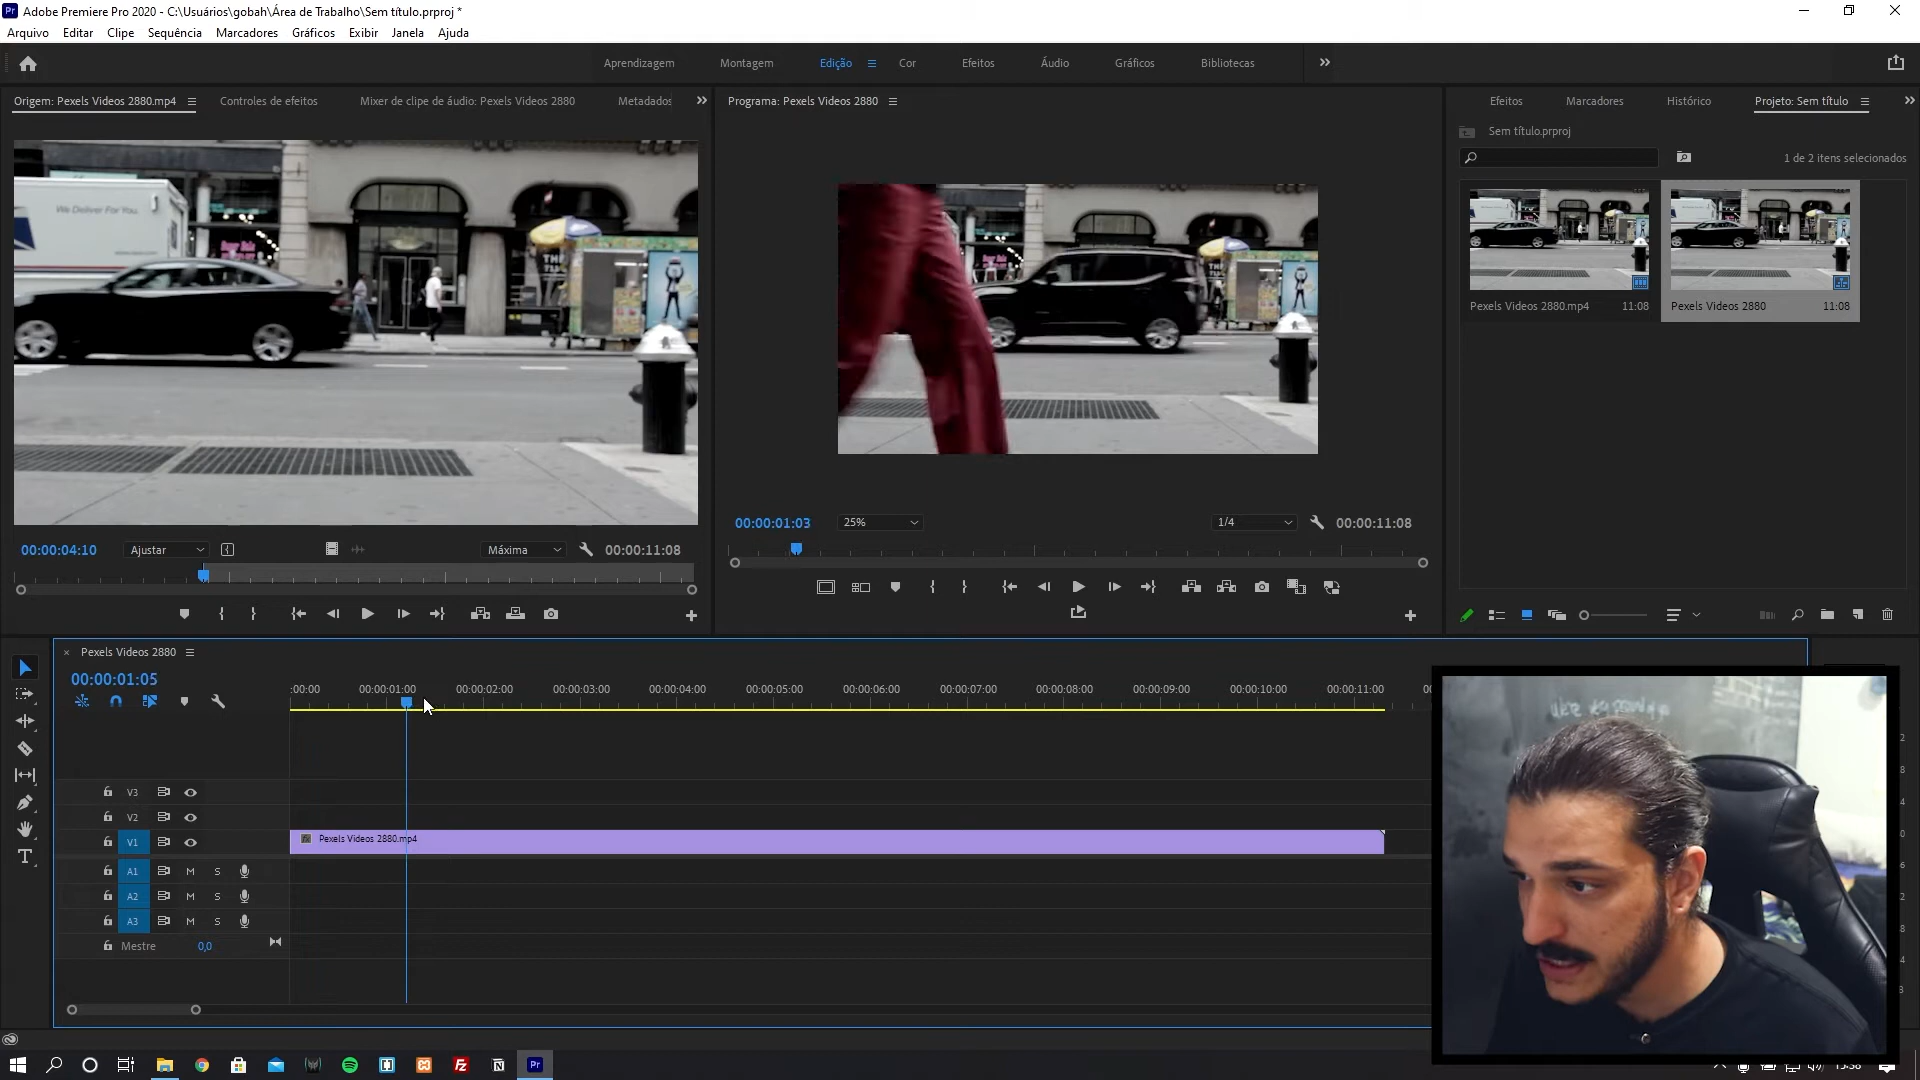 Adobe Premiere Pro 2020 - C:\Usuários\gobah\Área de Trabalho\Sem título.prproj *
Arquivo Editar Clipe Sequência Marcadores Gráficos Exibir Janela Ajuda
Aprendizagem Montagem Edição Cor Efeitos Áudio Gráficos Bibliotecas
Origem: Pexels Videos 2880.mp4 Controles de efeitos Mixer de clipe de áudio: Pexels Videos 2880 Metadados
Programa: Pexels Videos 2880
Efeitos Marcadores Histórico Projeto: Sem título
Sem título.prproj
1 de 2 itens selecionados
We Deliver For You.
Pexels Videos 2880.mp4 11:08
Pexels Videos 2880 11:08
00:00:04:10 Ajustar Máxima 00:00:11:08
00:00:01:03 25% 1/4 00:00:11:08
Pexels Videos 2880
00:00:01:05
:00:00 00:00:01:00 00:00:02:00 00:00:03:00 00:00:04:00 00:00:05:00 00:00:06:00 00:00:07:00 00:00:08:00 00:00:09:00 00:00:10:00 00:00:11:00
V3
V2
V1
Pexels Videos 2880.mp4
A1 M S
A2 M S
A3 M S
Mestre 0,0